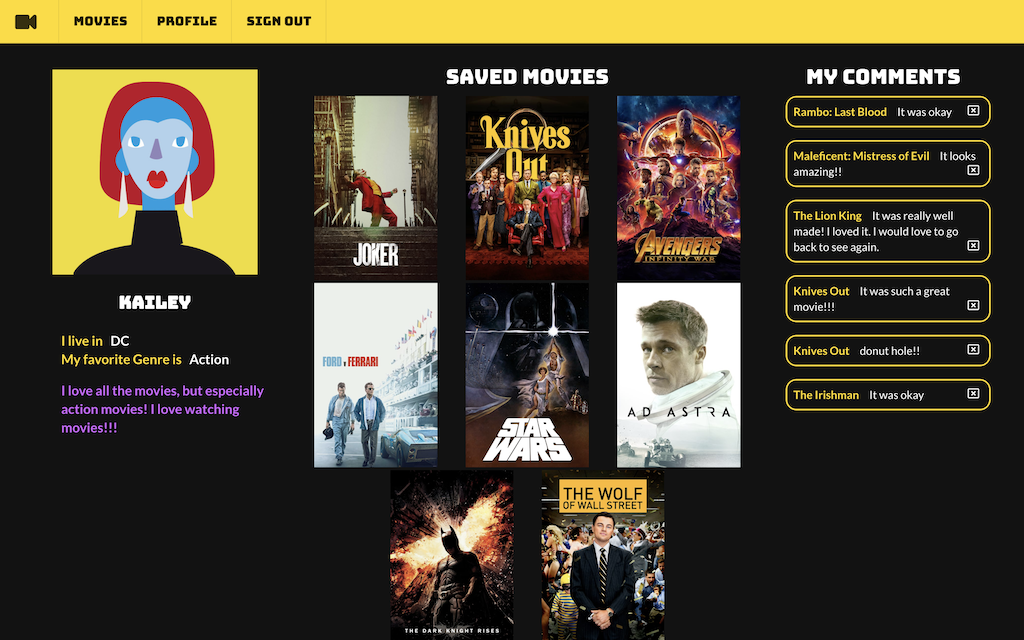 MOVIES
PROFILE
SIGN OUT
KAILEY
I live in DC
My favorite Genre is Action
I love all the movies, but especially
action movies! I love watching
movies!!!
SAVED MOVIES
JOKER
Knives
Out
AVENGERS
INFINITY WAR
FORD v FERRARI
STAR
WARS
AD ASTRA
THE DARK KNIGHT RISES
THE WOLF
OF WALL STREET
MY COMMENTS
Rambo: Last Blood It was okay
Maleficent: Mistress of Evil It looks
amazing!!
The Lion King It was really well
made! I loved it. I would love to go
back to see again.
Knives Out It was such a great
movie!!!
Knives Out donut hole!!
The Irishman It was okay